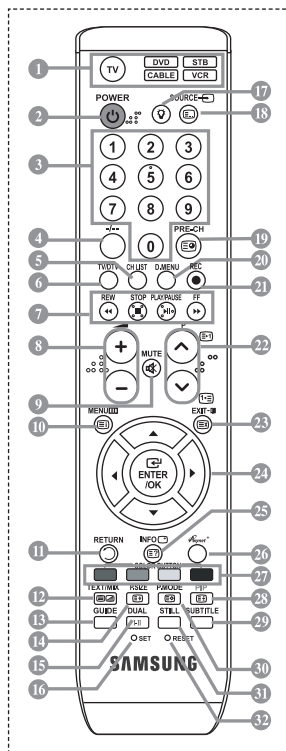 1 TV DVD STB
CABLE VCR
POWER SOURCE 17
2 18
3 1 2 3
4 5 6
7 8 9
4 -/-- 0 PRE-CH 19
5 20
6 TV/DTV CH LIST D.MENU REC 21
REW STOP PLAY/PAUSE FF
7
8 + P 22
9 MUTE
−
10 MENU EXIT 23
ENTER
/OK 24
25
11 RETURN INFO 26
COLOR BUTTON 27
12 TEXT/MIX P.SIZE P.MODE PIP 28
13 GUIDE DUAL STILL SUBTITLE 29
14 I-II
15 30
16 SET RESET 31
SAMSUNG 32